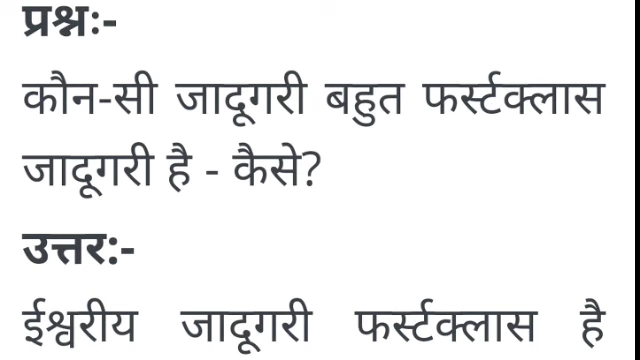 प्रश्नः-
कौन-सी जादूगरी बहुत फर्स्टक्लास
जादूगरी है - कैसे?
उत्तर:-
ईश्वरीय जादूगरी फर्स्टक्लास है